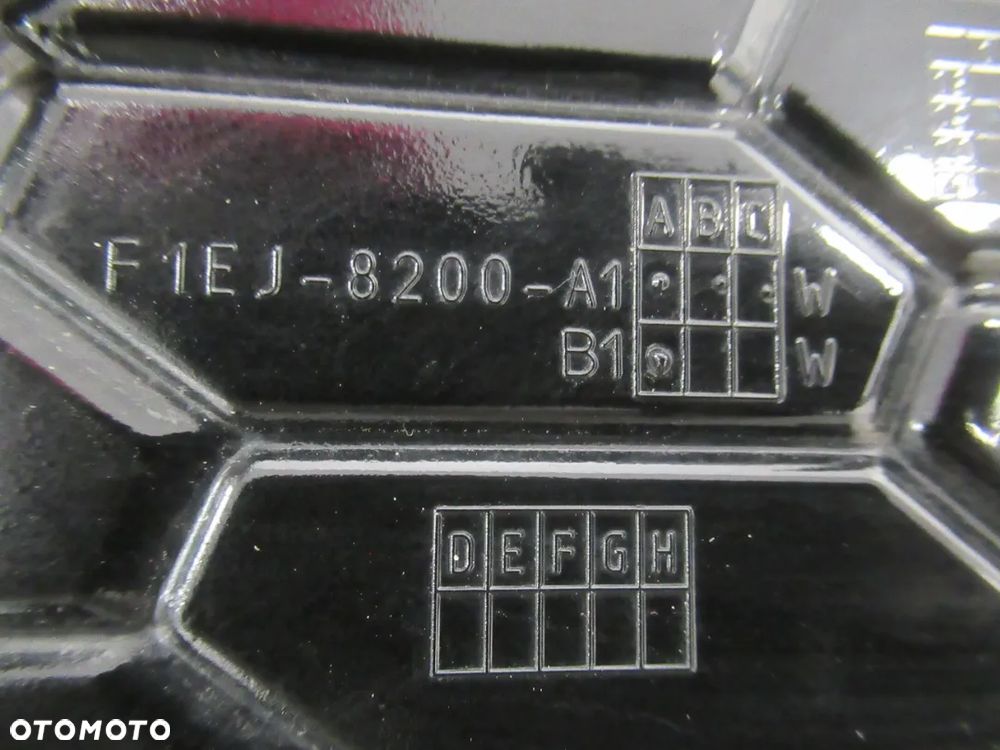 A B C
F1EJ-8200-A1 W
B1 W
D E F G H
OTOMOTO